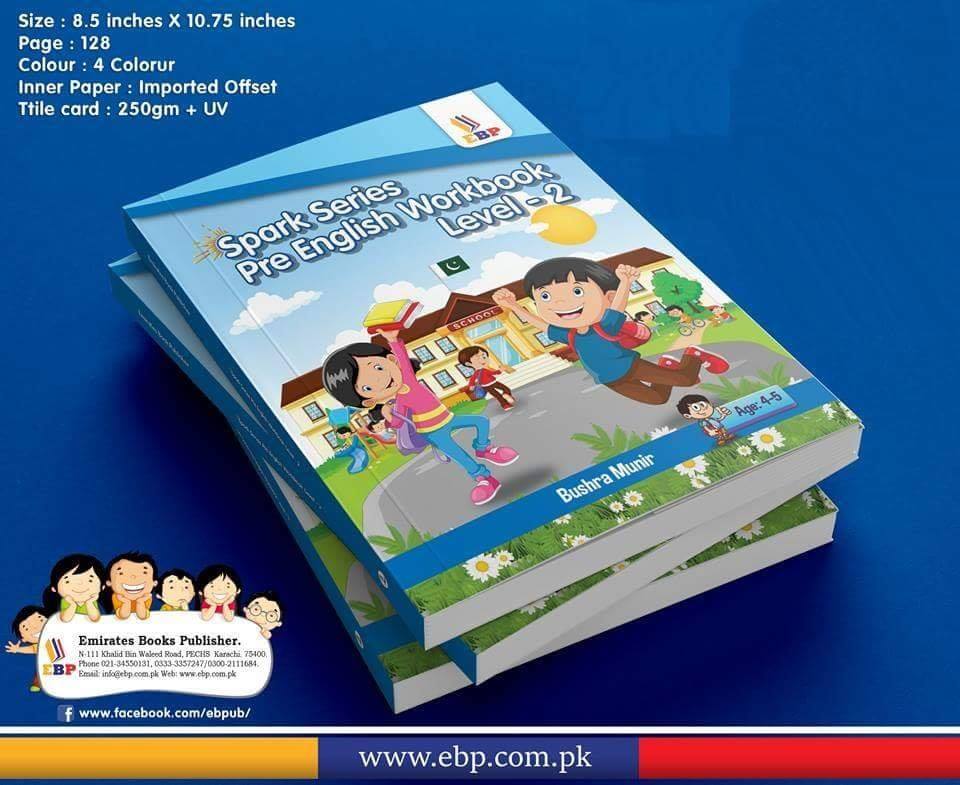 Size : 8.5 inches X 10.75 inches
Page : 128
Colour : 4 Colorur
Inner Paper : Imported Offset
Ttile card : 250gm + UV
EBP
Spark Series
Pre English Workbook
Level - 2
SCHOOL
Age: 4-5
Bushra Munir
Emirates Books Publisher.
N-111 Khalid Bin Waleed Road, PECHS Karachi, 75400.
Phone 021-34550131, 0333-3357247/0300-2111684.
Email: info@ebp.com.pk Web: www.ebp.com.pk
EBP
f www.facebook.com/ebpub/
www.ebp.com.pk